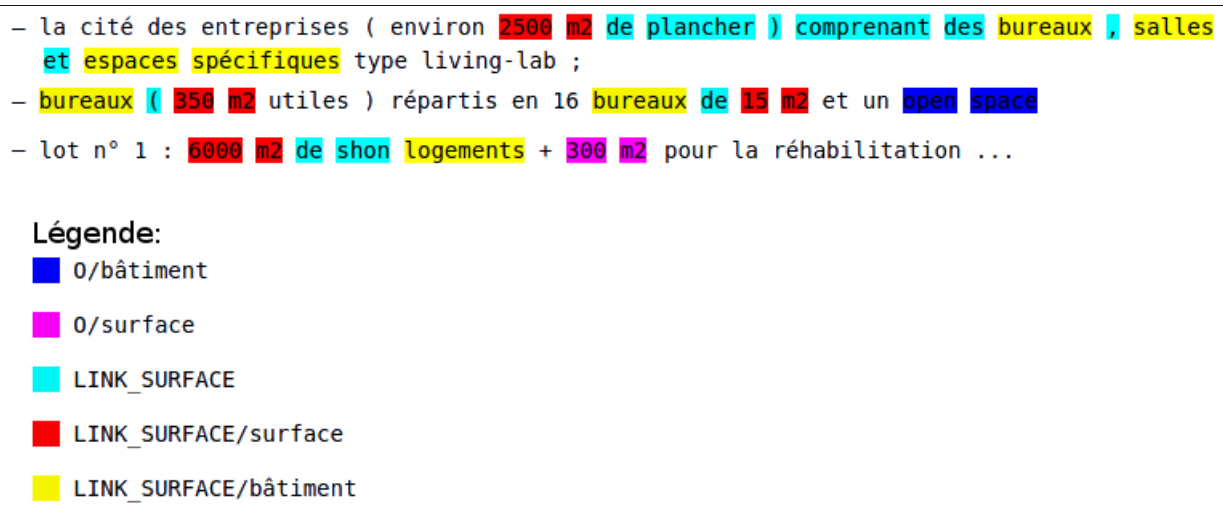 – la cité des entreprises ( environ 2500 m2 de plancher ) comprenant des bureaux , salles
et espaces spécifiques type living-lab ;
– bureaux ( 350 m2 utiles ) répartis en 16 bureaux de 15 m2 et un open space
– lot n° 1 : 6000 m2 de shon logements + 300 m2 pour la réhabilitation ...
Légende:
O/bâtiment
O/surface
LINK_SURFACE
LINK_SURFACE/surface
LINK_SURFACE/bâtiment